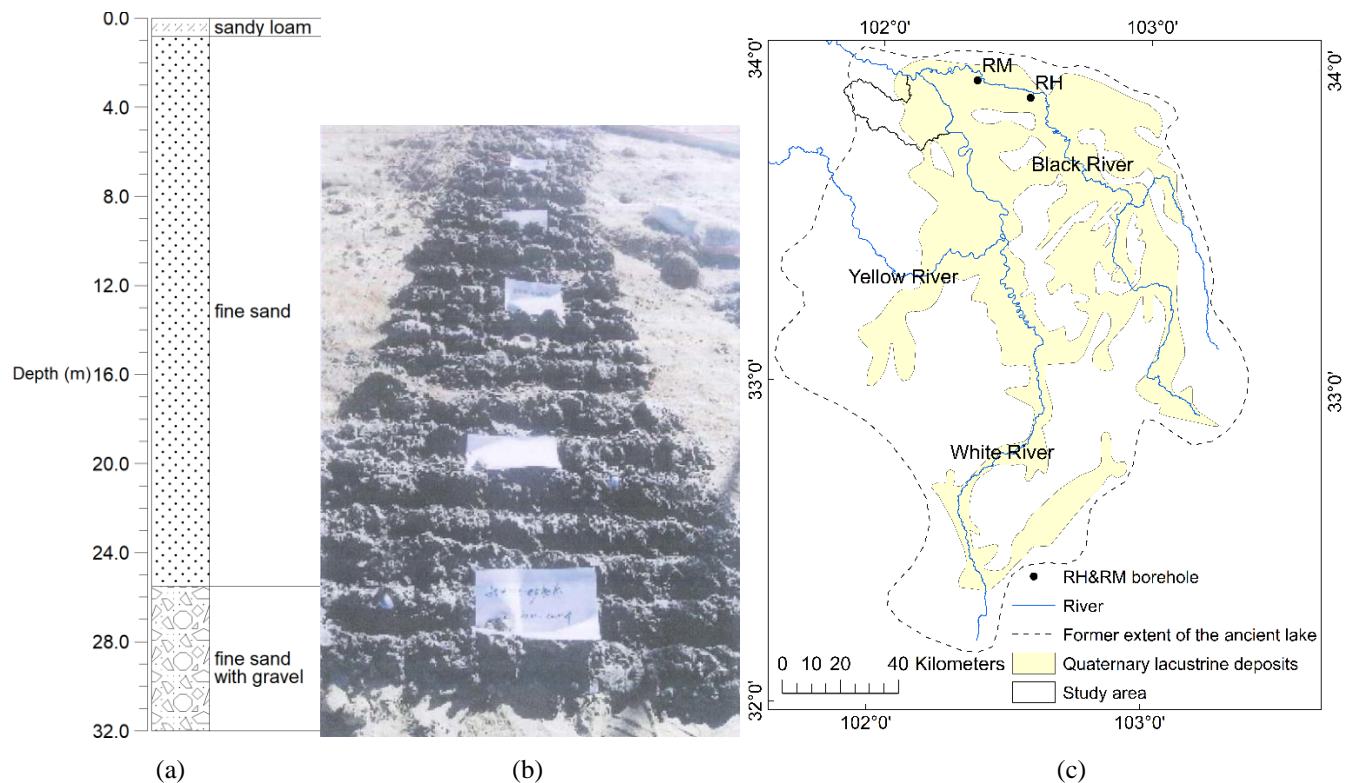 0.0
4.0
8.0
12.0
Depth (m) 16.0
20.0
24.0
28.0
32.0
sandy loam
fine sand
fine sand
with gravel
(a)
(b)
102°0'
103°0'
34°0'
34°0'
RM
RH
Black River
Yellow River
33°0'
33°0'
White River
RH&RM borehole
River
Former extent of the ancient lake
Quaternary lacustrine deposits
Study area
0 10 20 40 Kilometers
32°0'
102°0'
103°0'
(c)